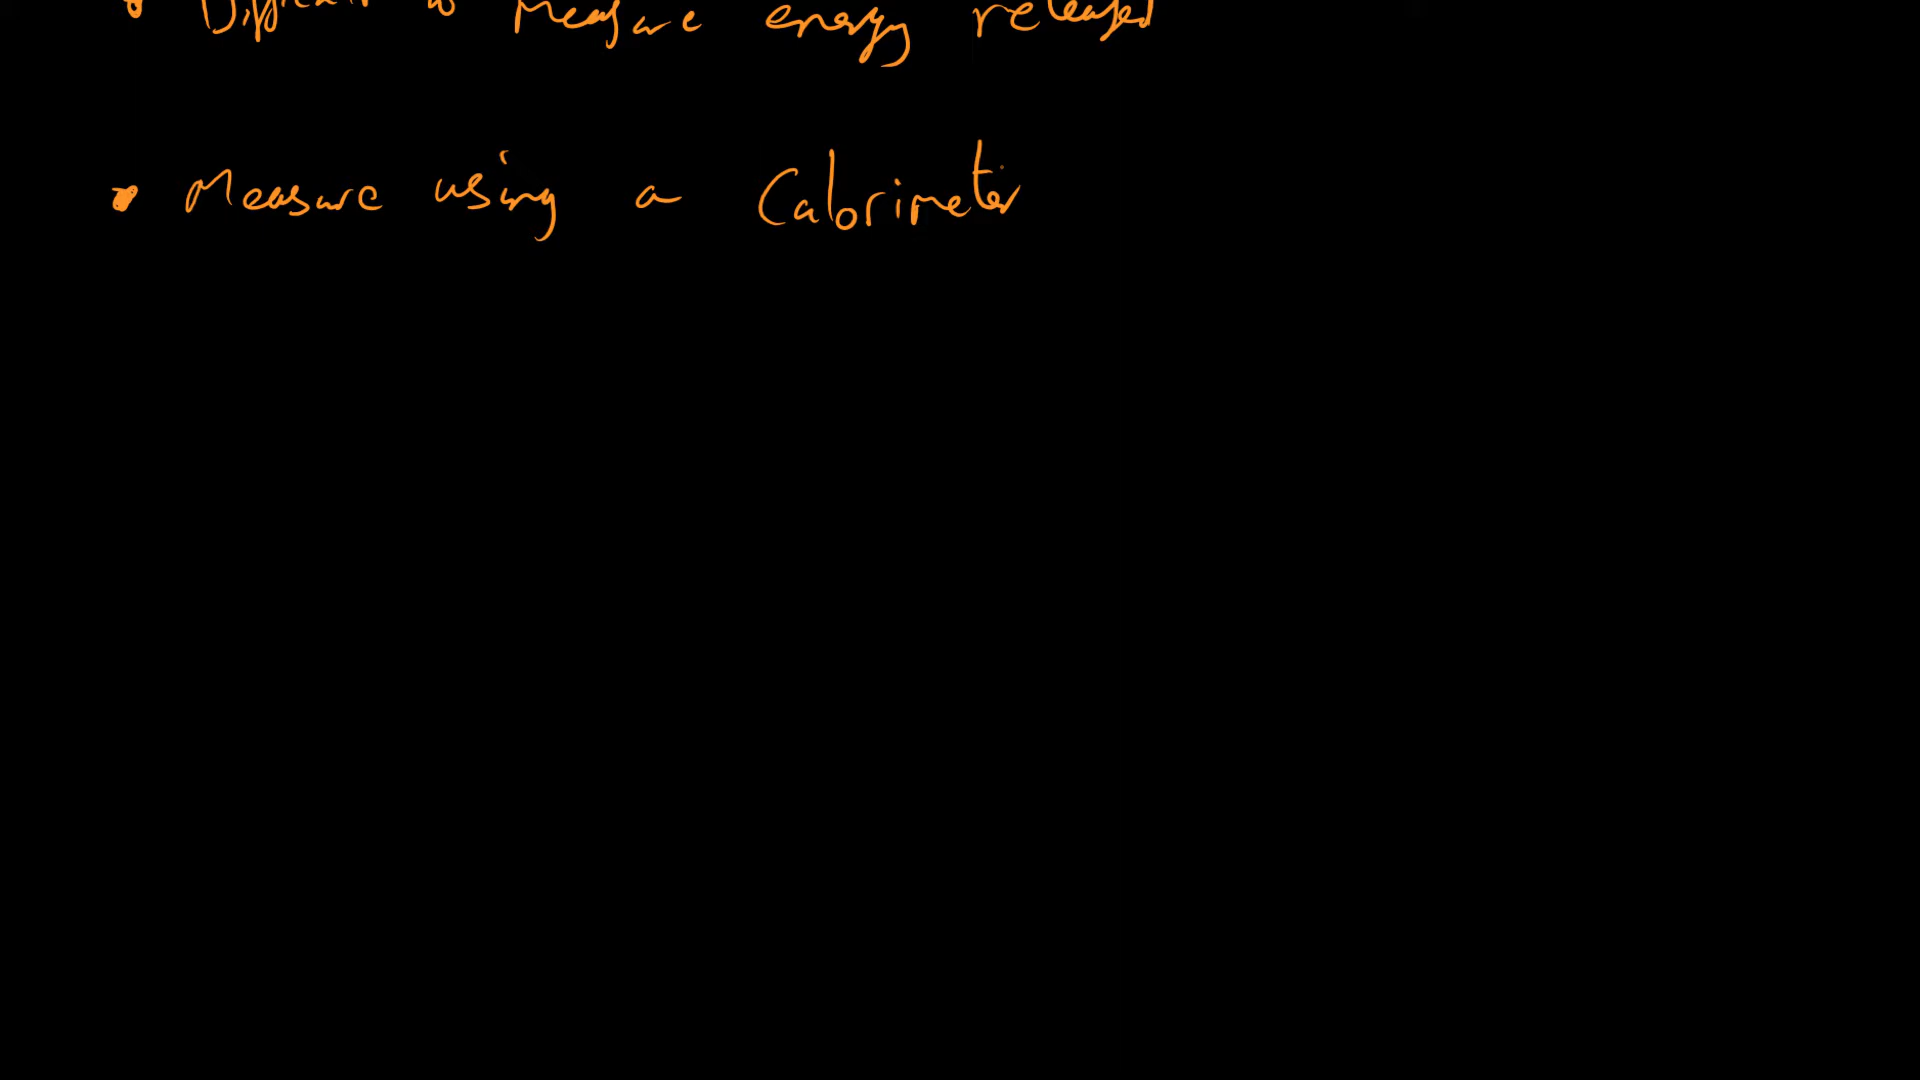 • Difficult to Measure energy released
• Measure using a Calorimeter